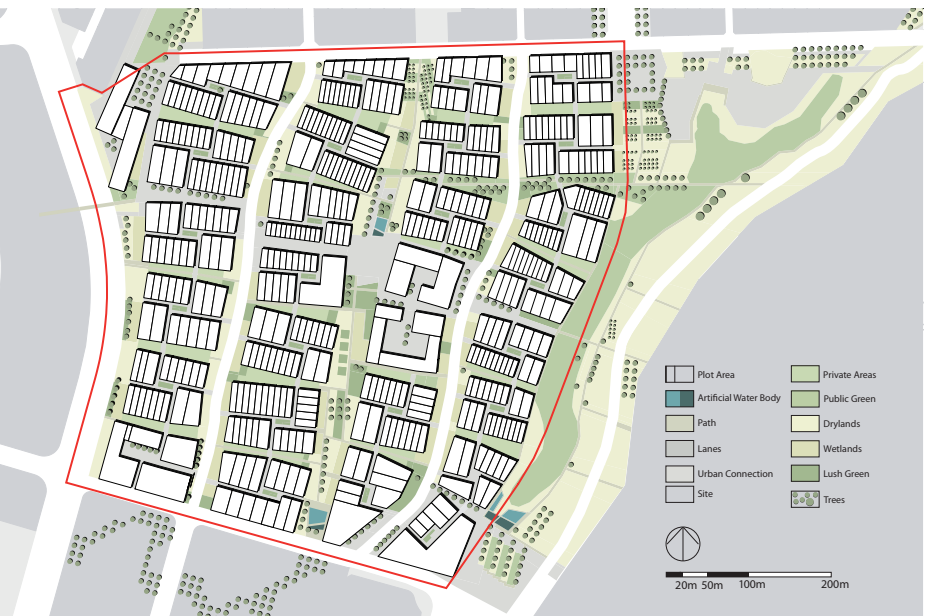 Plot Area
Artificial Water Body
Path
Lanes
Urban Connection
Site
Private Areas
Public Green
Drylands
Wetlands
Lush Green
Trees
20m 50m 100m 200m